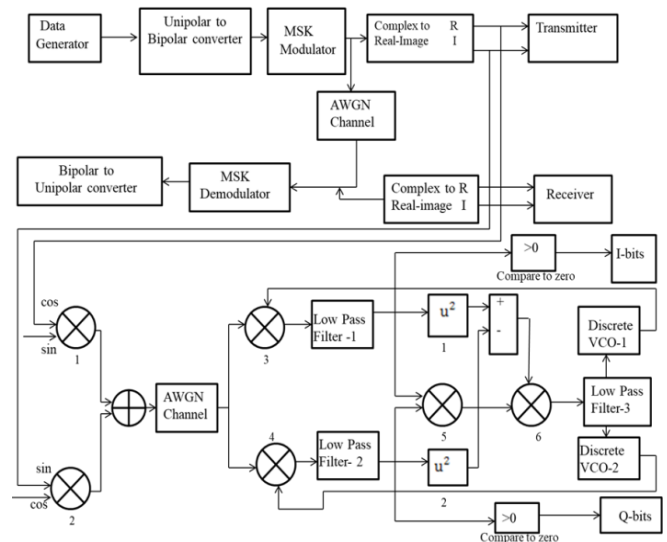 Data
Generator
Unipolar to
Bipolar converter
MSK
Modulator
Complex to R
Real-Image I
Transmitter
AWGN
Channel
Bipolar to
Unipolar converter
MSK
Demodulator
Complex to R
Real-image I
Receiver
>0
Compare to zero
I-bits
cos
sin
1
AWGN
Channel
3
Low Pass
Filter -1
u²
1
+
-
Discrete
VCO-1
5
6
Low Pass
Filter-3
sin
cos
2
4
Low Pass
Filter- 2
u²
2
Discrete
VCO-2
>0
Compare to zero
Q-bits